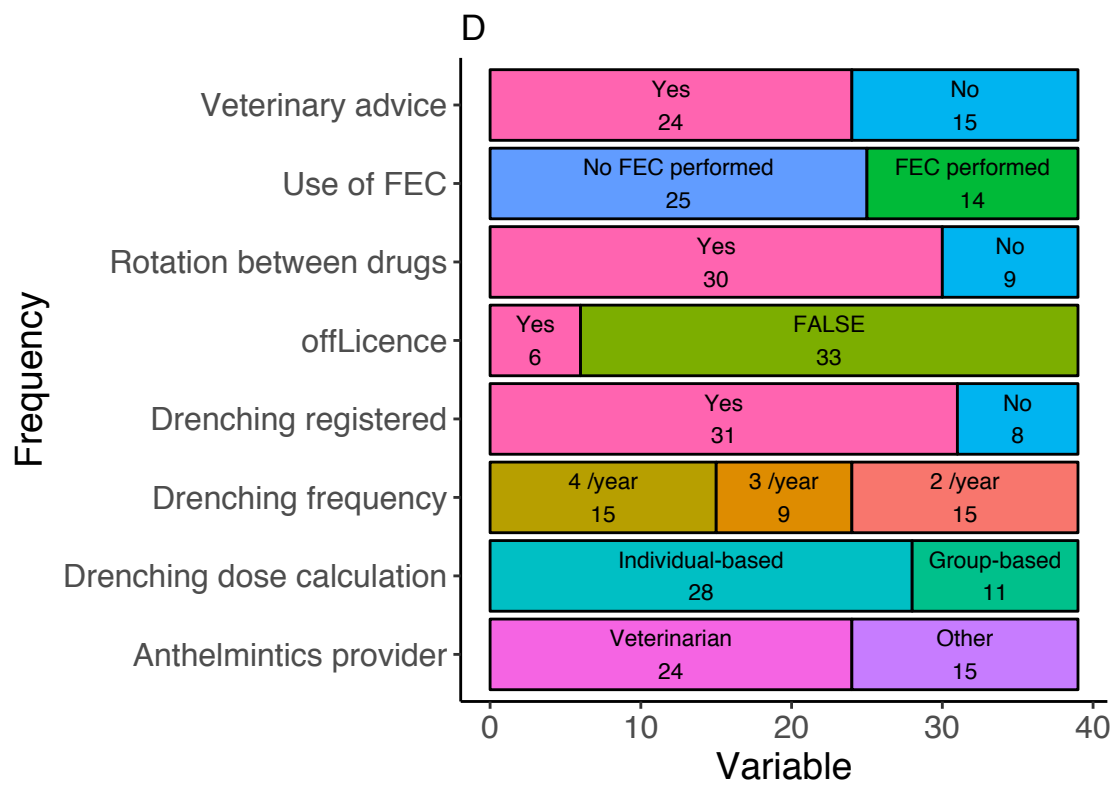 D
Veterinary advice
Yes
24
No
15
Use of FEC
No FEC performed
25
FEC performed
14
Rotation between drugs
Yes
30
No
9
offLicence
Yes
6
FALSE
33
Drenching registered
Yes
31
No
8
Drenching frequency
4 /year
15
3 /year
9
2 /year
15
Drenching dose calculation
Individual-based
28
Group-based
11
Anthelmintics provider
Veterinarian
24
Other
15
Frequency
0 10 20 30 40
Variable